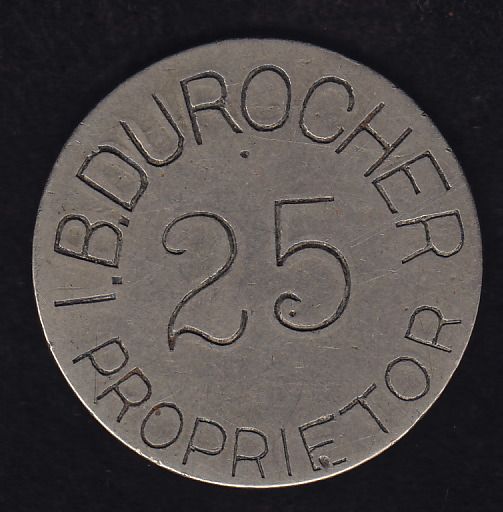 I.B. DUROCHER
25
PROPRIETOR